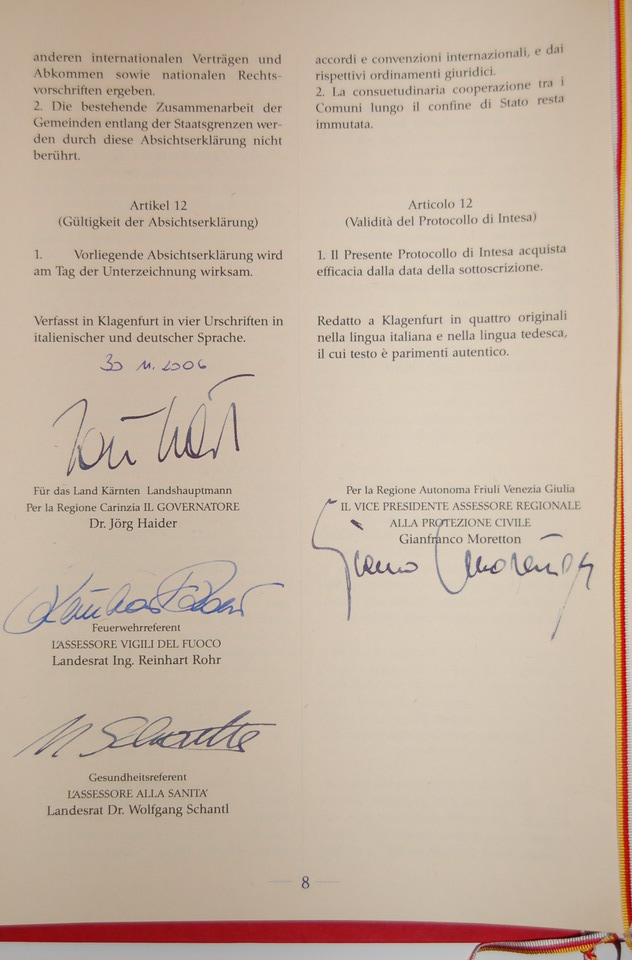 anderen internationalen Verträgen und
Abkommen sowie nationalen Rechts-
vorschriften ergeben.
2. Die bestehende Zusammenarbeit der
Gemeinden entlang der Staatsgrenzen wer-
den durch diese Absichtserklärung nicht
berührt.
Artikel 12
(Gültigkeit der Absichtserklärung)
1. Vorliegende Absichtserklärung wird
am Tag der Unterzeichnung wirksam.
Verfasst in Klagenfurt in vier Urschriften in
italienischer und deutscher Sprache.
30 11. 2006
Für das Land Kärnten Landshauptmann
Per la Regione Carinzia IL GOVERNATORE
Dr. Jörg Haider
Feuerwehrreferent
L'ASSESSORE VIGILI DEL FUOCO
Landesrat Ing. Reinhart Rohr
Gesundheitsreferent
L'ASSESSORE ALLA SANITA'
Landesrat Dr. Wolfgang Schantl
accordi e convenzioni internazionali, e dai
rispettivi ordinamenti giuridici.
2. La consuetudinaria cooperazione tra i
Comuni lungo il confine di Stato resta
immutata.
Articolo 12
(Validità del Protocollo di Intesa)
1. Il Presente Protocollo di Intesa acquista
efficacia dalla data della sottoscrizione.
Redatto a Klagenfurt in quattro originali
nella lingua italiana e nella lingua tedesca,
il cui testo è parimenti autentico.
Per la Regione Autonoma Friuli Venezia Giulia
IL VICE PRESIDENTE ASSESSORE REGIONALE
ALLA PROTEZIONE CIVILE
Gianfranco Moretton
8